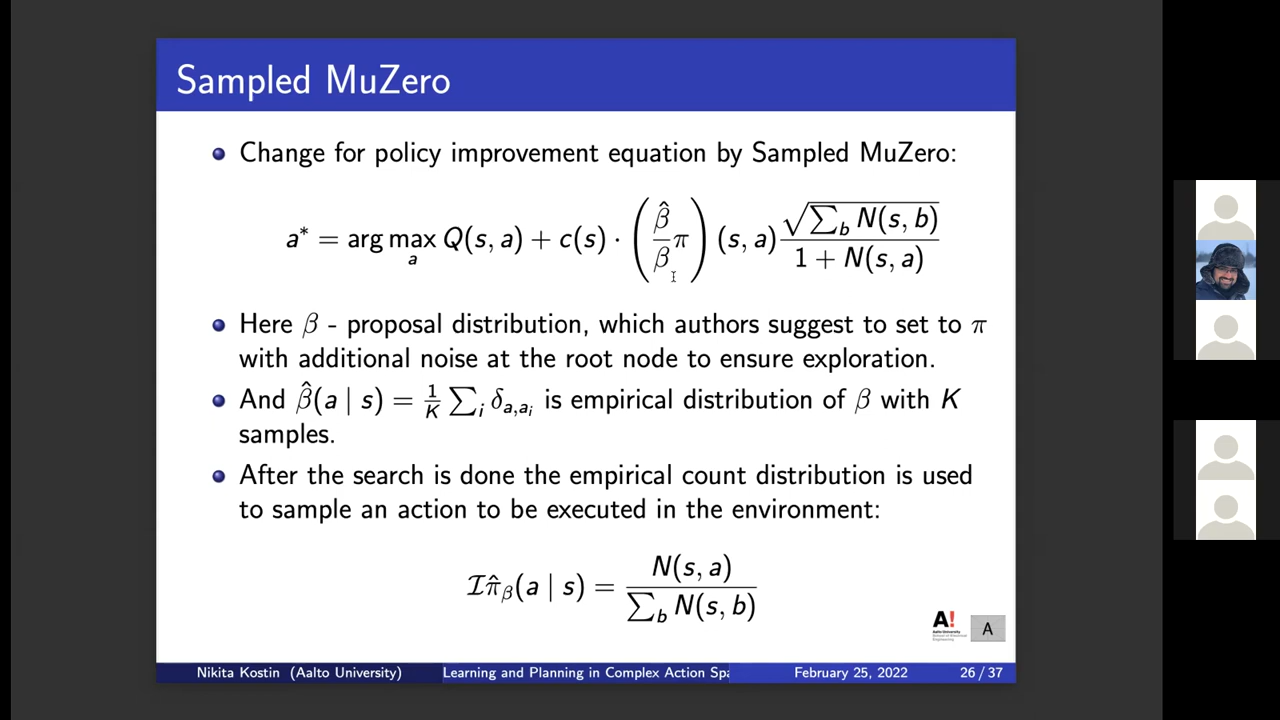 Sampled MuZero
Change for policy improvement equation by Sampled MuZero:
a* = arg max_a Q(s, a) + c(s) · (β̂/β π) (s, a) √(∑_b N(s, b)) / (1 + N(s, a))
Here β - proposal distribution, which authors suggest to set to π
with additional noise at the root node to ensure exploration.
And β̂(a | s) = 1/K ∑_i δ_{a,a_i} is empirical distribution of β with K
samples.
After the search is done the empirical count distribution is used
to sample an action to be executed in the environment:
ℐπ̂_β(a | s) = N(s, a) / ∑_b N(s, b)
A!
Aalto University
A
Nikita Kostin (Aalto University) Learning and Planning in Complex Action Spa February 25, 2022 26 / 37